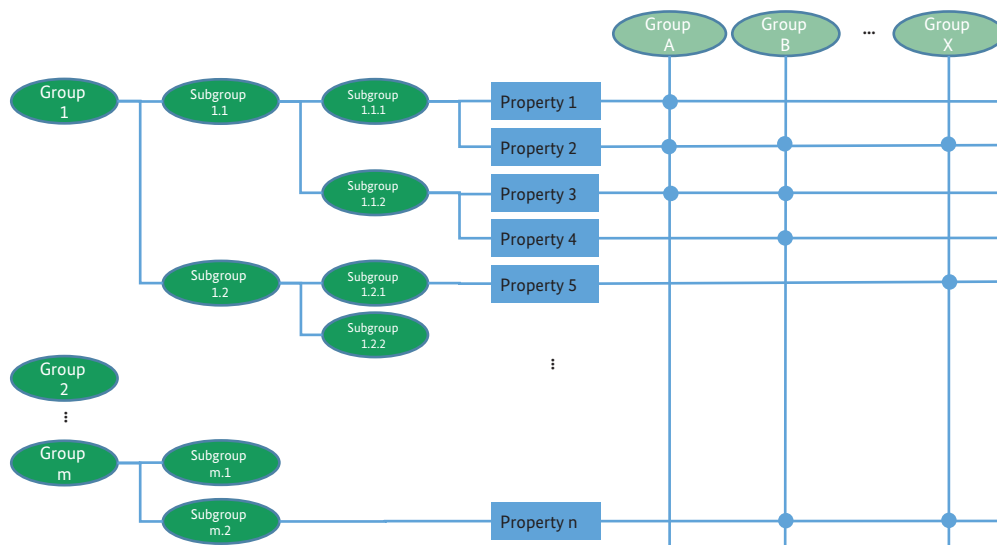 Group
A
Group
B
...
Group
X
Group
1
Subgroup
1.1
Subgroup
1.1.1
Property 1
Property 2
Subgroup
1.1.2
Property 3
Property 4
Subgroup
1.2
Subgroup
1.2.1
Property 5
Subgroup
1.2.2
...
Group
2
...
Group
m
Subgroup
m.1
Subgroup
m.2
Property n